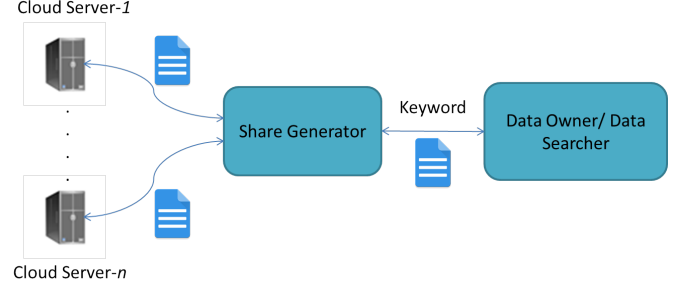 Cloud Server-1
Keyword
Share Generator
Data Owner/ Data
Searcher
Cloud Server-n